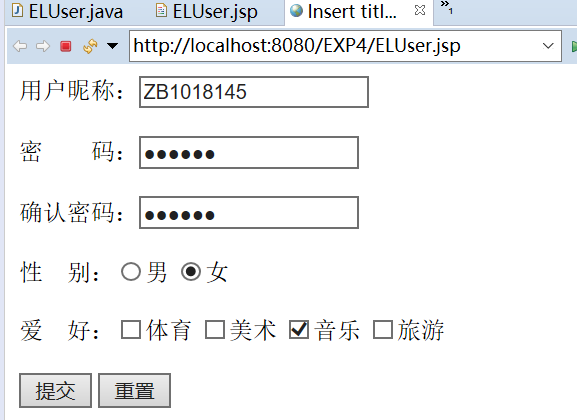 ELUser.java ELUser.jsp Insert titl... "1
http://localhost:8080/EXP4/ELUser.jsp
用户昵称：ZB1018145
密 码：●●●●●●
确认密码：●●●●●●
性 别： 男 女
爱 好： 体育 美术 音乐 旅游
提交 重置